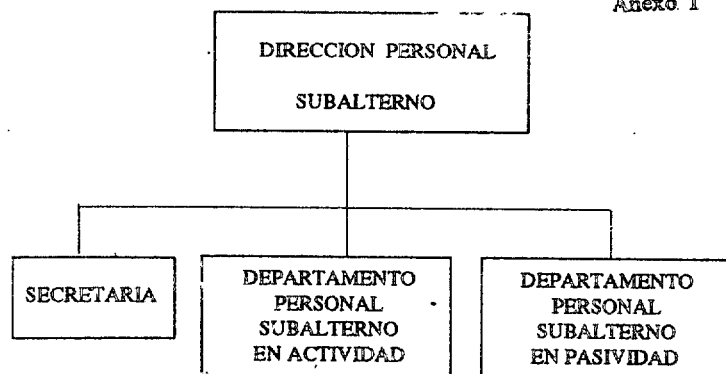 Anexo 1
DIRECCION PERSONAL
SUBALTERNO
SECRETARIA
DEPARTAMENTO
PERSONAL
SUBALTERNO
EN ACTIVIDAD
DEPARTAMENTO
PERSONAL
SUBALTERNO
EN PASIVIDAD